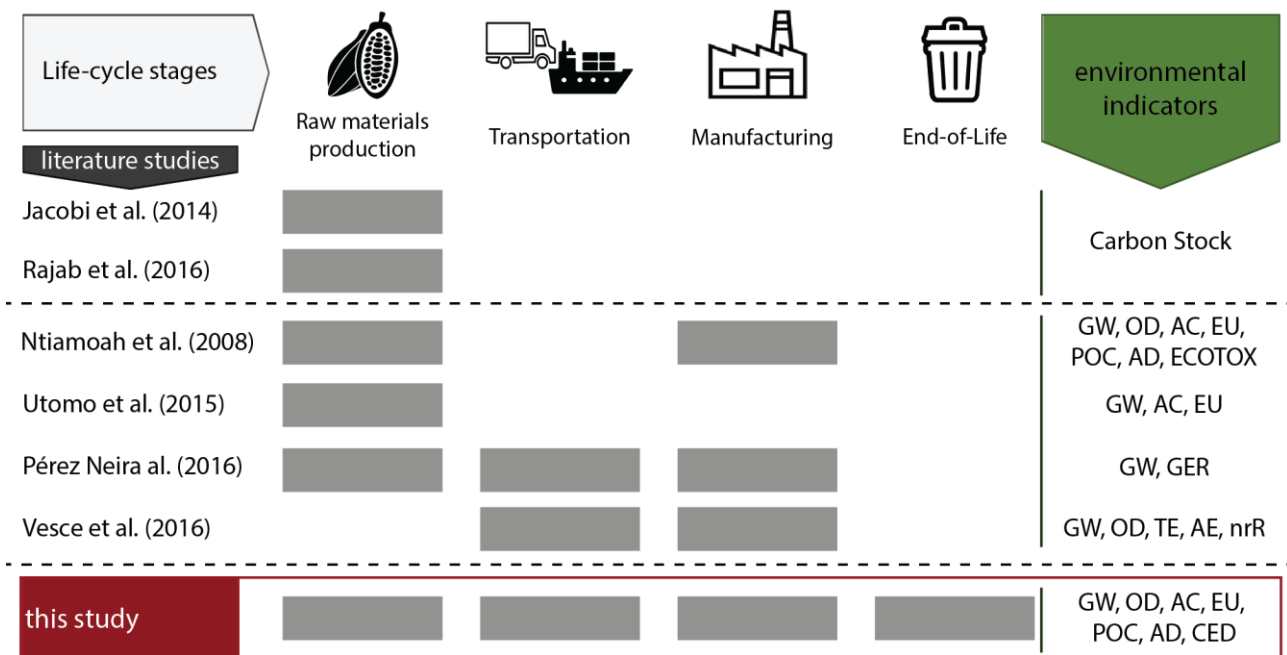 Life-cycle stages
Raw materials
production
Transportation
Manufacturing
End-of-Life
environmental
indicators
literature studies
Jacobi et al. (2014)
Rajab et al. (2016)
Carbon Stock
Ntiamoah et al. (2008)
GW, OD, AC, EU,
POC, AD, ECOTOX
Utomo et al. (2015)
GW, AC, EU
Pérez Neira al. (2016)
GW, GER
Vesce et al. (2016)
GW, OD, TE, AE, nrR
this study
GW, OD, AC, EU,
POC, AD, CED